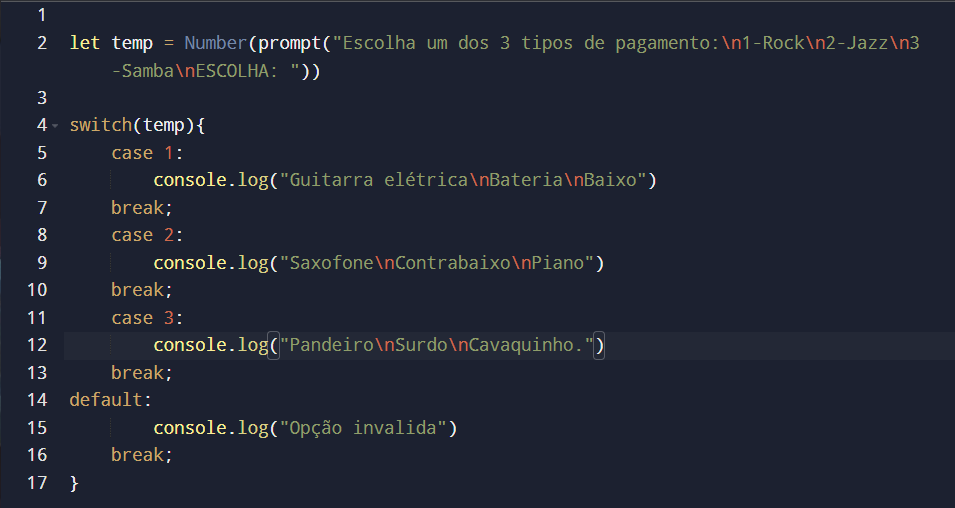 1
2 let temp = Number(prompt("Escolha um dos 3 tipos de pagamento:\n1-Rock\n2-Jazz\n3
-Samba\nESCOLHA: "))
3
4 switch(temp){
5 case 1:
6 console.log("Guitarra elétrica\nBateria\nBaixo")
7 break;
8 case 2:
9 console.log("Saxofone\nContrabaixo\nPiano")
10 break;
11 case 3:
12 console.log("Pandeiro\nSurdo\nCavaquinho.")
13 break;
14 default:
15 console.log("Opção invalida")
16 break;
17 }